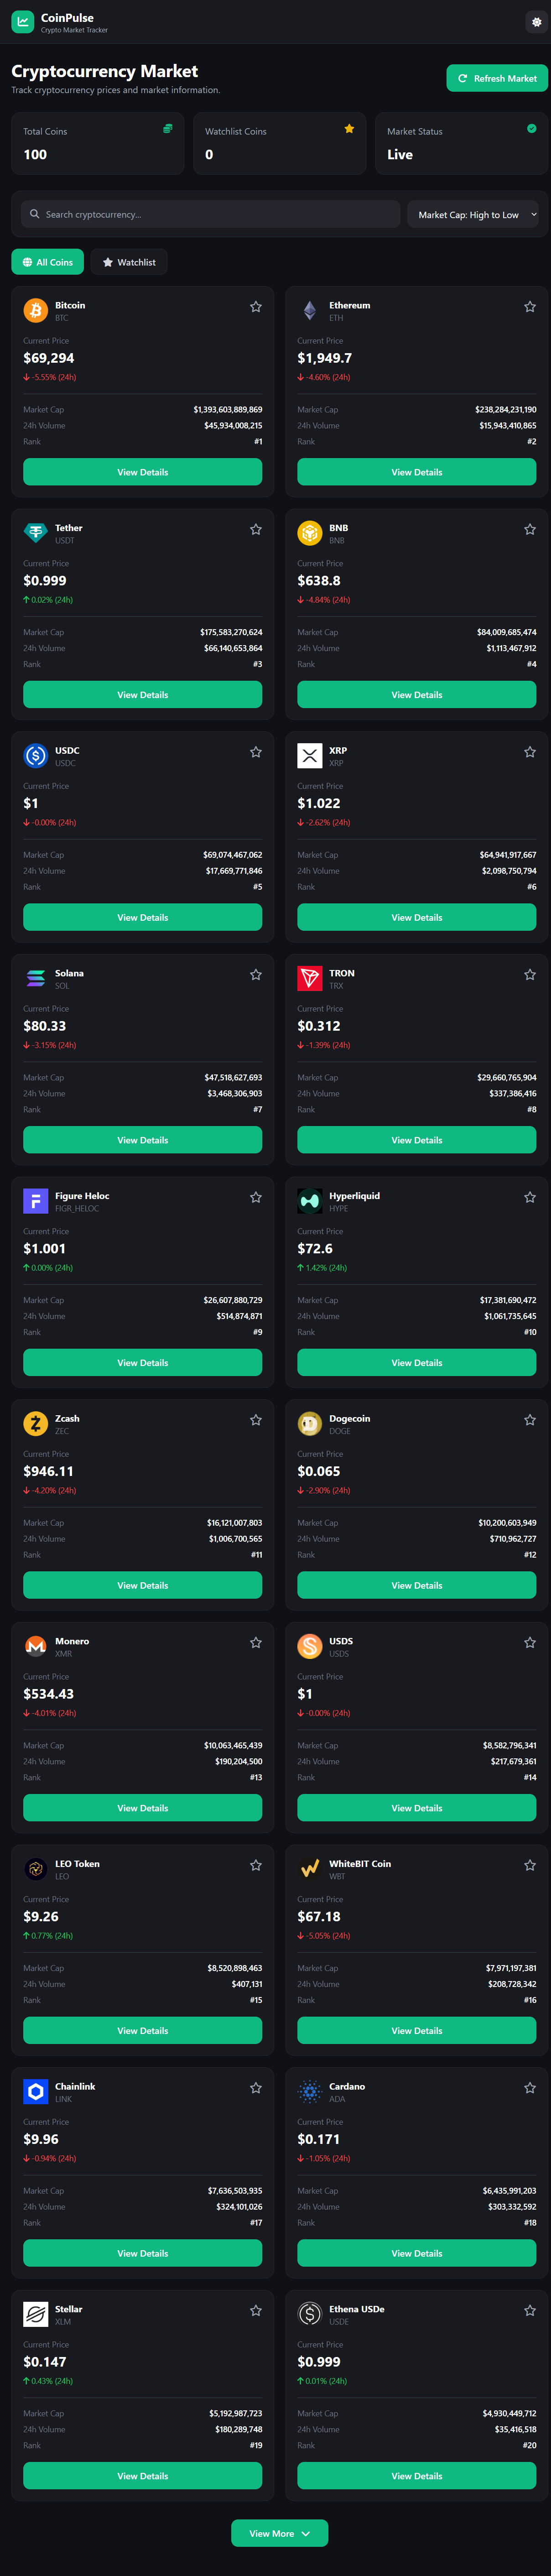 CoinPulse
Crypto Market Tracker
Cryptocurrency Market
Track cryptocurrency prices and market information.
Refresh Market
Total Coins
100
Watchlist Coins
0
Market Status
Live
Search cryptocurrency...
Market Cap: High to Low
All Coins
Watchlist
Bitcoin
BTC
Current Price
$69,294
-5.55% (24h)
Market Cap $1,393,603,889,869
24h Volume $45,934,008,215
Rank #1
View Details
Ethereum
ETH
Current Price
$1,949.7
-4.60% (24h)
Market Cap $238,284,231,190
24h Volume $15,943,410,865
Rank #2
View Details
Tether
USDT
Current Price
$0.999
0.02% (24h)
Market Cap $175,583,270,624
24h Volume $66,140,653,864
Rank #3
View Details
BNB
BNB
Current Price
$638.8
-4.84% (24h)
Market Cap $84,009,685,474
24h Volume $1,113,467,912
Rank #4
View Details
USDC
USDC
Current Price
$1
-0.00% (24h)
Market Cap $69,074,467,062
24h Volume $17,669,771,846
Rank #5
View Details
XRP
XRP
Current Price
$1.022
-2.62% (24h)
Market Cap $64,941,917,667
24h Volume $2,098,750,794
Rank #6
View Details
Solana
SOL
Current Price
$80.33
-3.15% (24h)
Market Cap $47,518,627,693
24h Volume $3,468,306,903
Rank #7
View Details
TRON
TRX
Current Price
$0.312
-1.39% (24h)
Market Cap $29,660,765,904
24h Volume $337,386,416
Rank #8
View Details
Figure Heloc
FIGR_HELOC
Current Price
$1.001
0.00% (24h)
Market Cap $26,607,880,729
24h Volume $514,874,871
Rank #9
View Details
Hyperliquid
HYPE
Current Price
$72.6
1.42% (24h)
Market Cap $17,381,690,472
24h Volume $1,061,735,645
Rank #10
View Details
Zcash
ZEC
Current Price
$946.11
-4.20% (24h)
Market Cap $16,121,007,803
24h Volume $1,006,700,565
Rank #11
View Details
Dogecoin
DOGE
Current Price
$0.065
-2.90% (24h)
Market Cap $10,200,603,949
24h Volume $710,962,727
Rank #12
View Details
Monero
XMR
Current Price
$534.43
-4.01% (24h)
Market Cap $10,063,465,439
24h Volume $190,204,500
Rank #13
View Details
USDS
USDS
Current Price
$1
-0.00% (24h)
Market Cap $8,582,796,341
24h Volume $217,679,361
Rank #14
View Details
LEO Token
LEO
Current Price
$9.26
0.77% (24h)
Market Cap $8,520,898,463
24h Volume $407,131
Rank #15
View Details
WhiteBIT Coin
WBT
Current Price
$67.18
-5.05% (24h)
Market Cap $7,971,197,381
24h Volume $208,728,342
Rank #16
View Details
Chainlink
LINK
Current Price
$9.96
-0.94% (24h)
Market Cap $7,636,503,935
24h Volume $324,101,026
Rank #17
View Details
Cardano
ADA
Current Price
$0.171
-1.05% (24h)
Market Cap $6,435,991,203
24h Volume $303,332,592
Rank #18
View Details
Stellar
XLM
Current Price
$0.147
0.43% (24h)
Market Cap $5,192,987,723
24h Volume $180,289,748
Rank #19
View Details
Ethena USDe
USDE
Current Price
$0.999
0.01% (24h)
Market Cap $4,930,449,712
24h Volume $35,416,518
Rank #20
View Details
View More